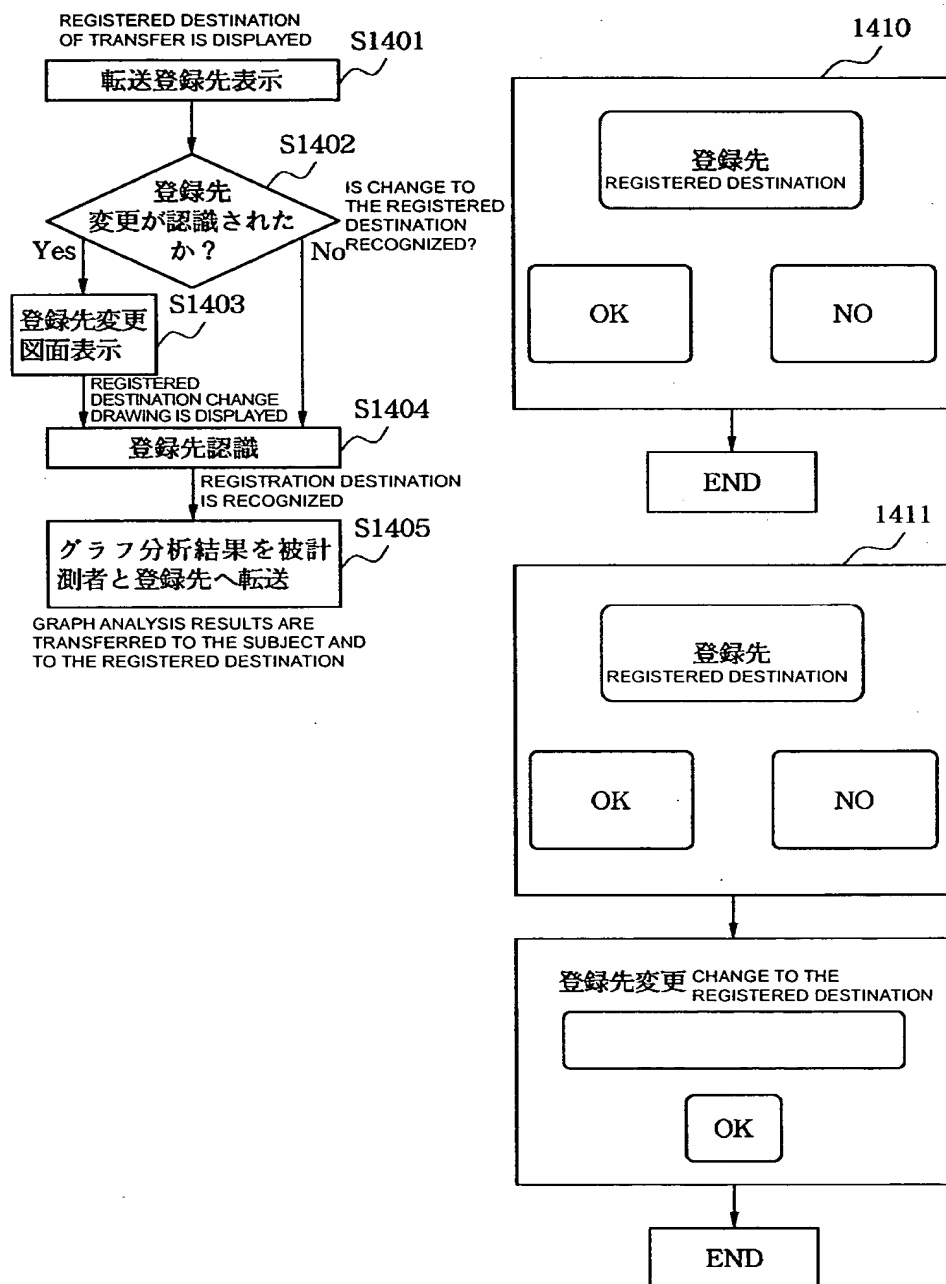 REGISTERED DESTINATION
OF TRANSFER IS DISPLAYED
S1401
転送登録先表示
S1402
登録先
変更が認識された
か？
IS CHANGE TO
THE REGISTERED
DESTINATION
RECOGNIZED?
Yes
No
S1403
登録先変更
図面表示
REGISTERED
DESTINATION CHANGE
DRAWING IS DISPLAYED
S1404
登録先認識
REGISTRATION DESTINATION
IS RECOGNIZED
S1405
グラフ分析結果を被計
測者と登録先へ転送
GRAPH ANALYSIS RESULTS ARE
TRANSFERRED TO THE SUBJECT AND
TO THE REGISTERED DESTINATION
1410
登録先
REGISTERED DESTINATION
OK
NO
END
1411
登録先
REGISTERED DESTINATION
OK
NO
登録先変更 CHANGE TO THE
REGISTERED DESTINATION
OK
END